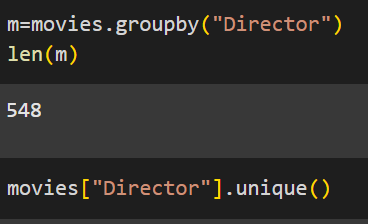 m=movies.groupby("Director")
len(m)
548
movies["Director"].unique()